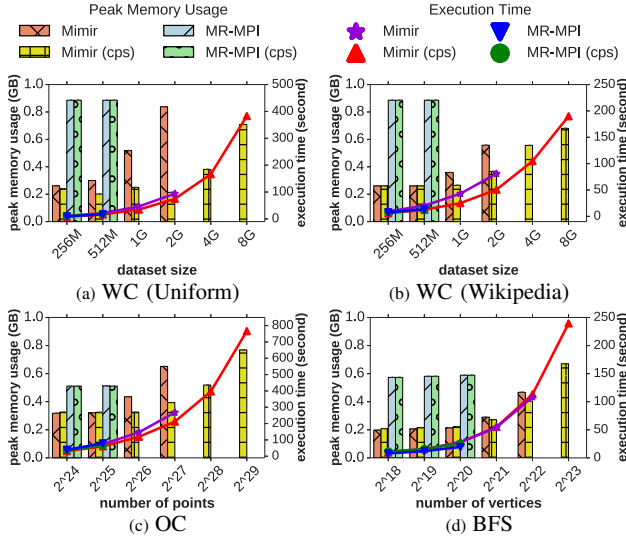 Peak Memory Usage
Execution Time
Mimir
MR-MPI
Mimir
MR-MPI
Mimir (cps)
MR-MPI (cps)
Mimir (cps)
MR-MPI (cps)
peak memory usage (GB)
1.0
0.8
0.6
0.4
0.2
0.0
500
400
300
200
100
0
execution time (second)
256M
512M
1G
2G
4G
8G
dataset size
(a) WC (Uniform)
peak memory usage (GB)
1.0
0.8
0.6
0.4
0.2
0.0
250
200
150
100
50
0
execution time (second)
256M
512M
1G
2G
4G
8G
dataset size
(b) WC (Wikipedia)
peak memory usage (GB)
1.0
0.8
0.6
0.4
0.2
0.0
800
700
600
500
400
300
200
100
0
execution time (second)
2^24
2^25
2^26
2^27
2^28
2^29
number of points
(c) OC
peak memory usage (GB)
1.0
0.8
0.6
0.4
0.2
0.0
250
200
150
100
50
0
execution time (second)
2^18
2^19
2^20
2^21
2^22
2^23
number of vertices
(d) BFS